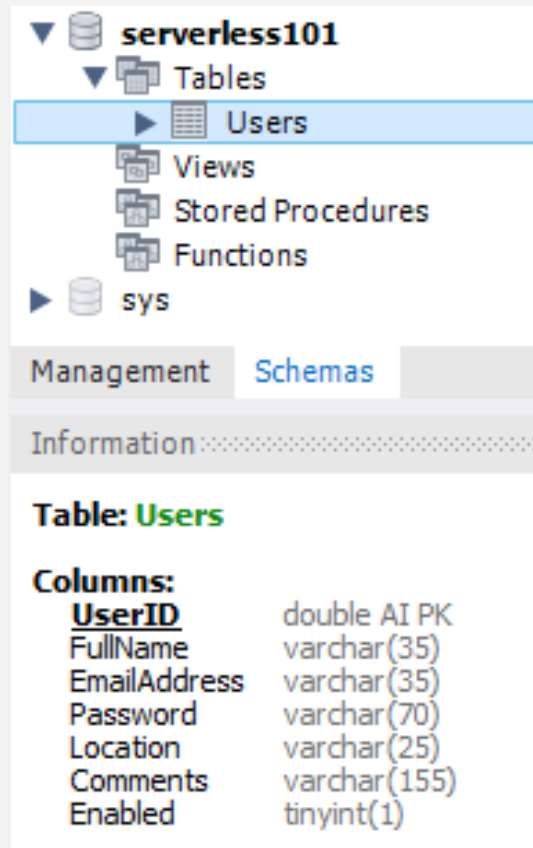 serverless101
Tables
Users
Views
Stored Procedures
Functions
sys
Management Schemas
Information
Table: Users
Columns:
UserID double AI PK
FullName varchar(35)
EmailAddress varchar(35)
Password varchar(70)
Location varchar(25)
Comments varchar(155)
Enabled tinyint(1)